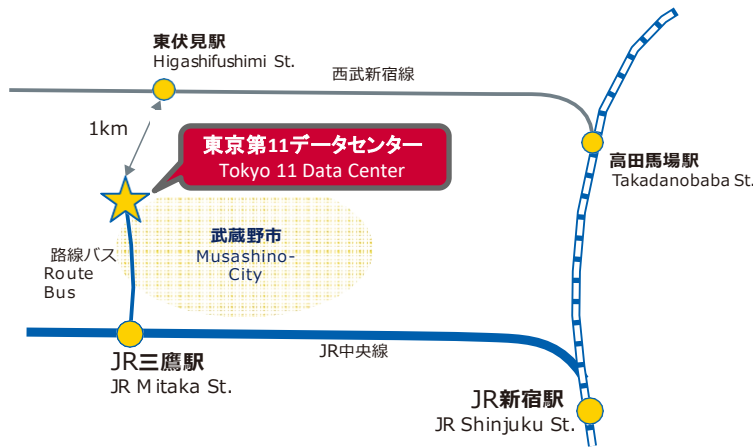 東伏見駅
Higashifushimi St.
西武新宿線
1km
東京第11データセンター
Tokyo 11 Data Center
高田馬場駅
Takadanobaba St.
武蔵野市
Musashino-
City
路線バス
Route
Bus
JR三鷹駅
JR Mitaka St.
JR中央線
JR新宿駅
JR Shinjuku St.